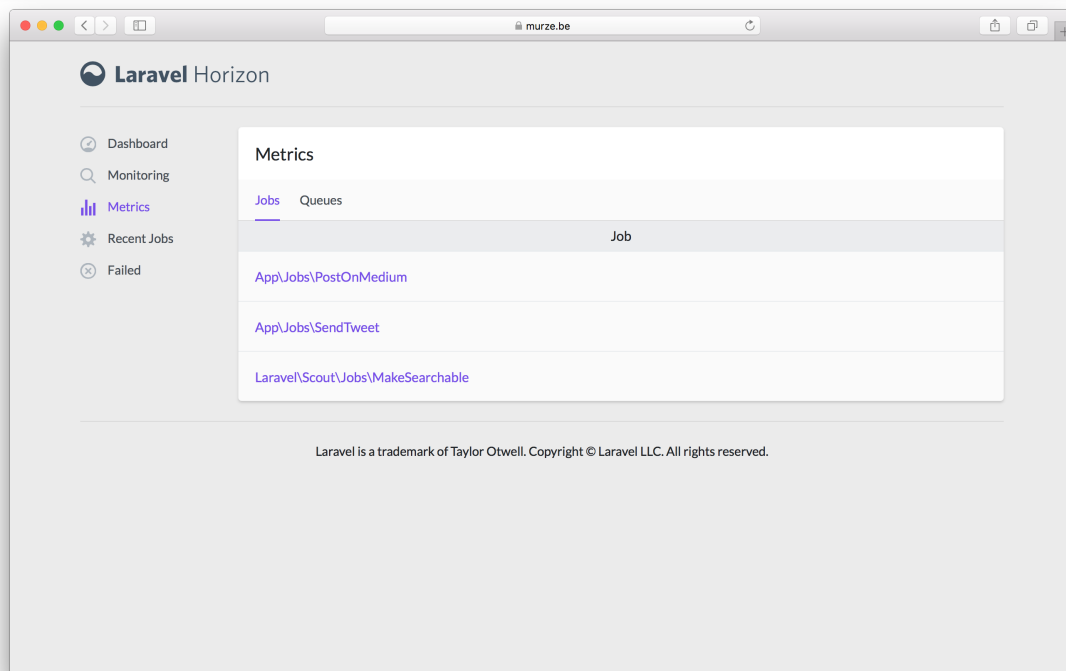 murze.be
Laravel Horizon
Dashboard
Monitoring
Metrics
Recent Jobs
Failed
Metrics
Jobs Queues
Job
App\Jobs\PostOnMedium
App\Jobs\SendTweet
Laravel\Scout\Jobs\MakeSearchable
Laravel is a trademark of Taylor Otwell. Copyright © Laravel LLC. All rights reserved.